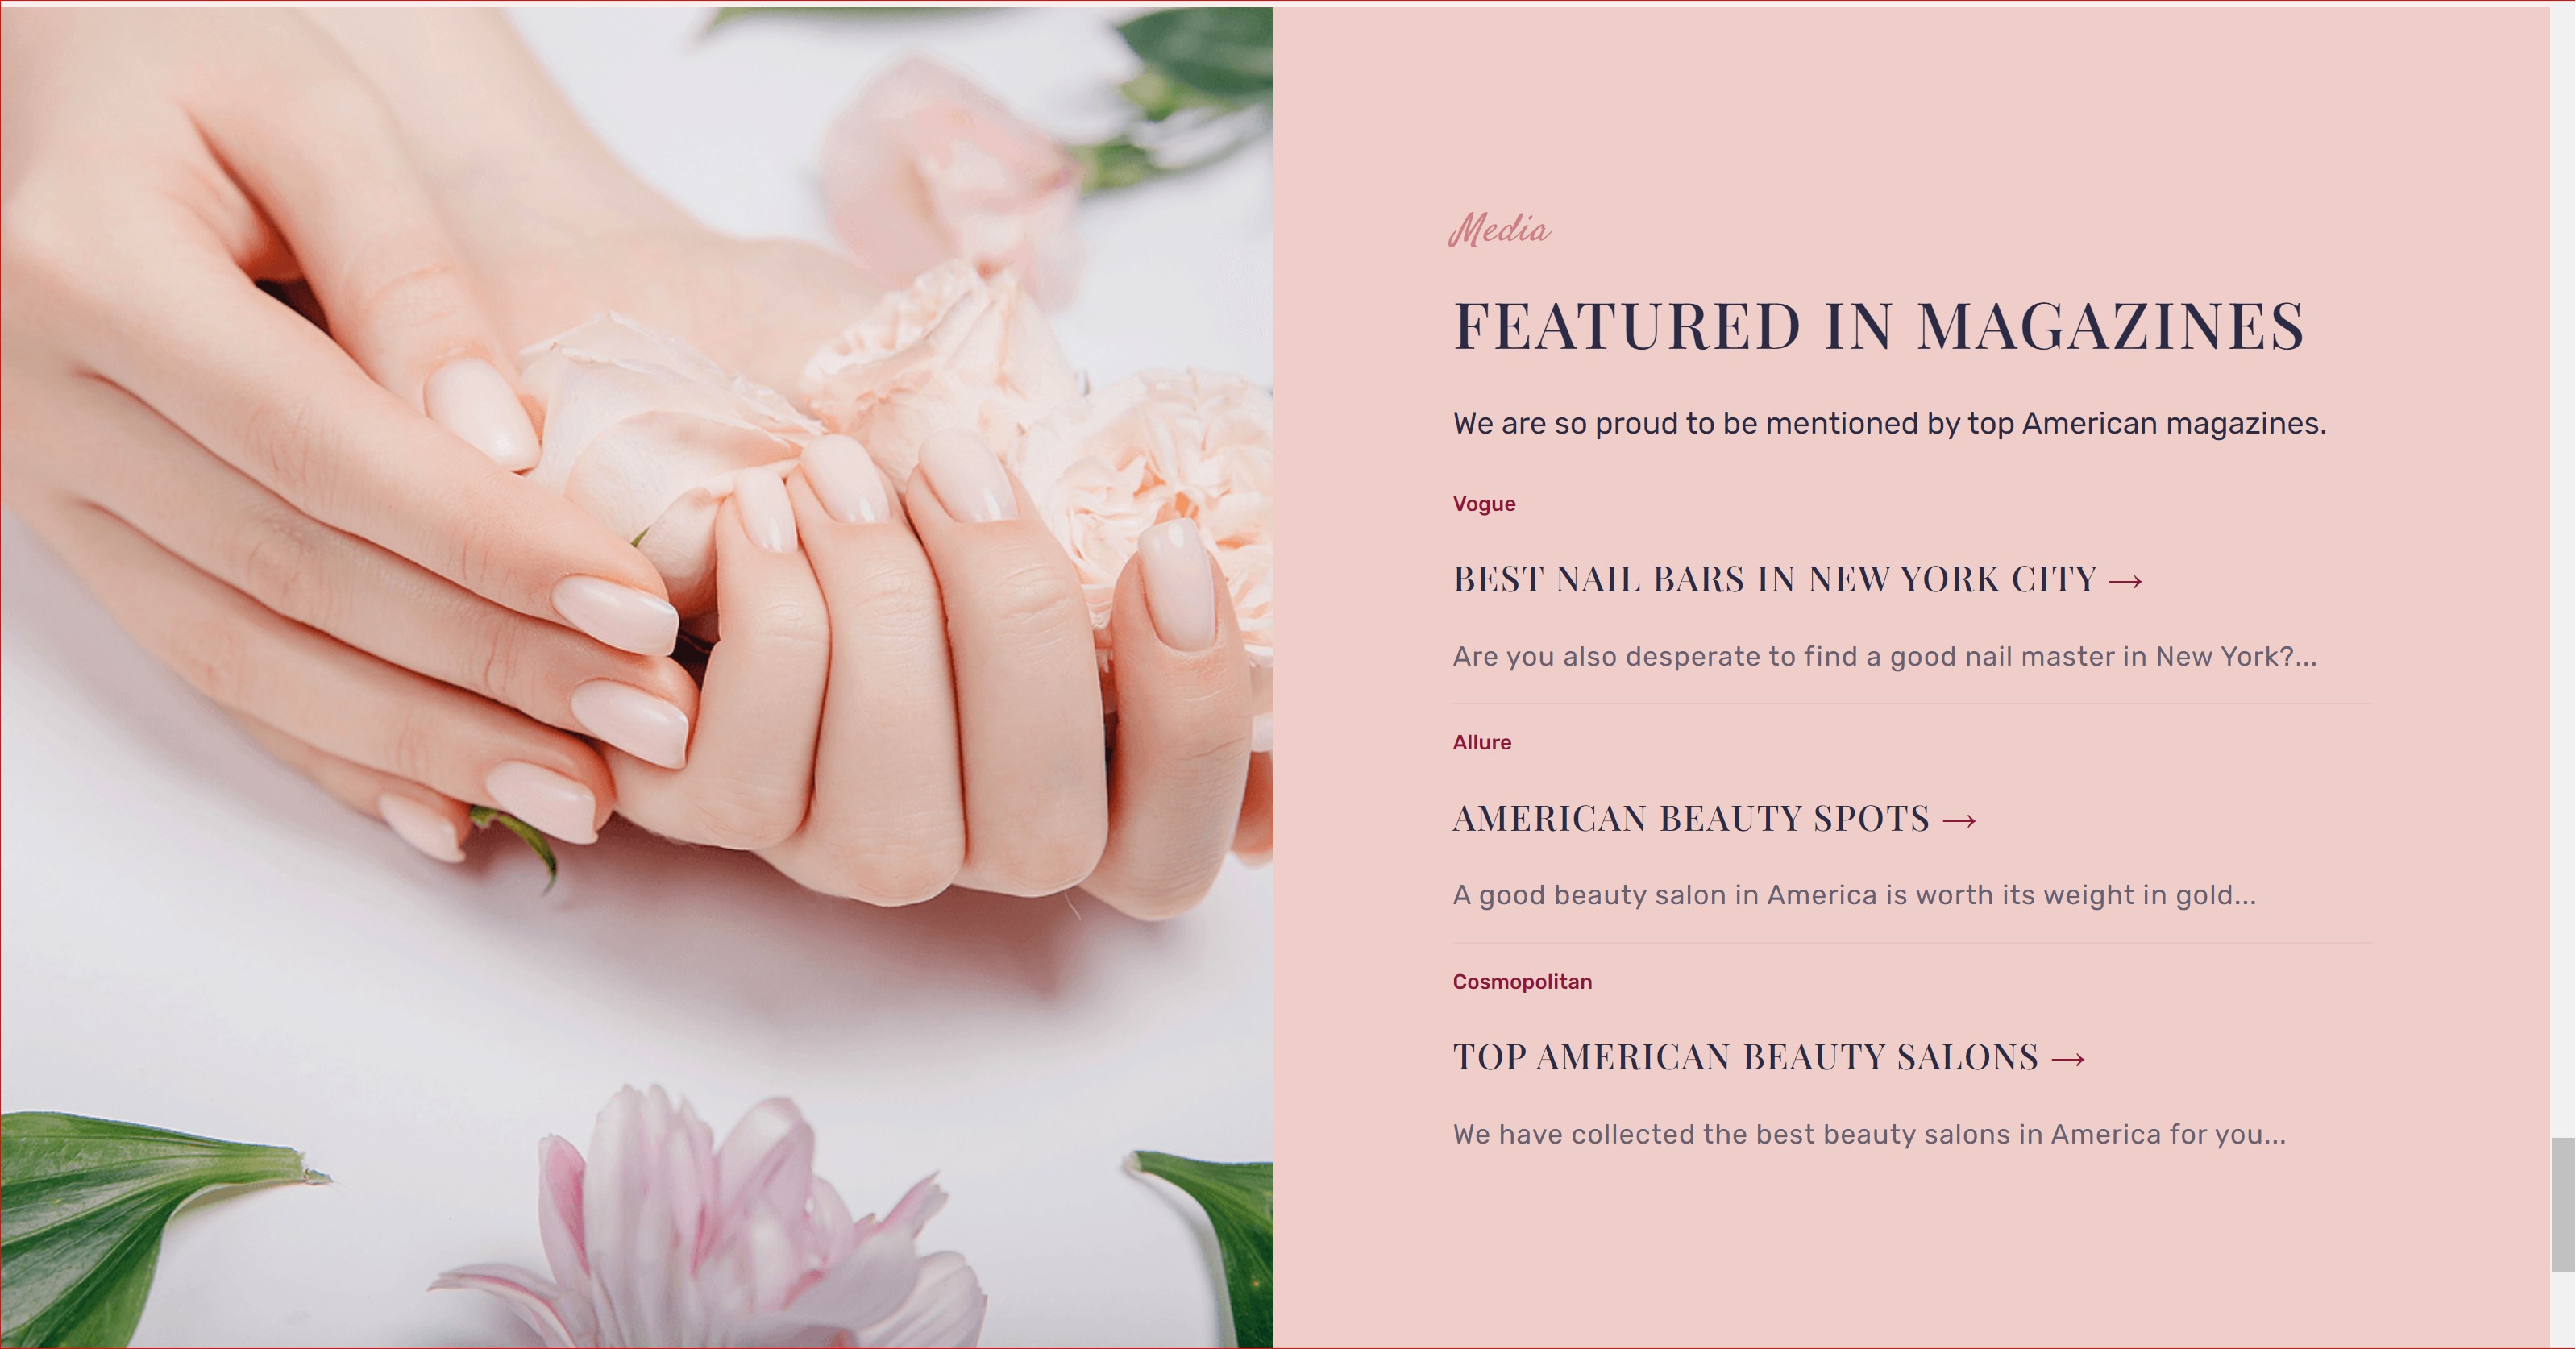 Media
FEATURED IN MAGAZINES
We are so proud to be mentioned by top American magazines.
Vogue
BEST NAIL BARS IN NEW YORK CITY →
Are you also desperate to find a good nail master in New York?...
Allure
AMERICAN BEAUTY SPOTS →
A good beauty salon in America is worth its weight in gold...
Cosmopolitan
TOP AMERICAN BEAUTY SALONS →
We have collected the best beauty salons in America for you...